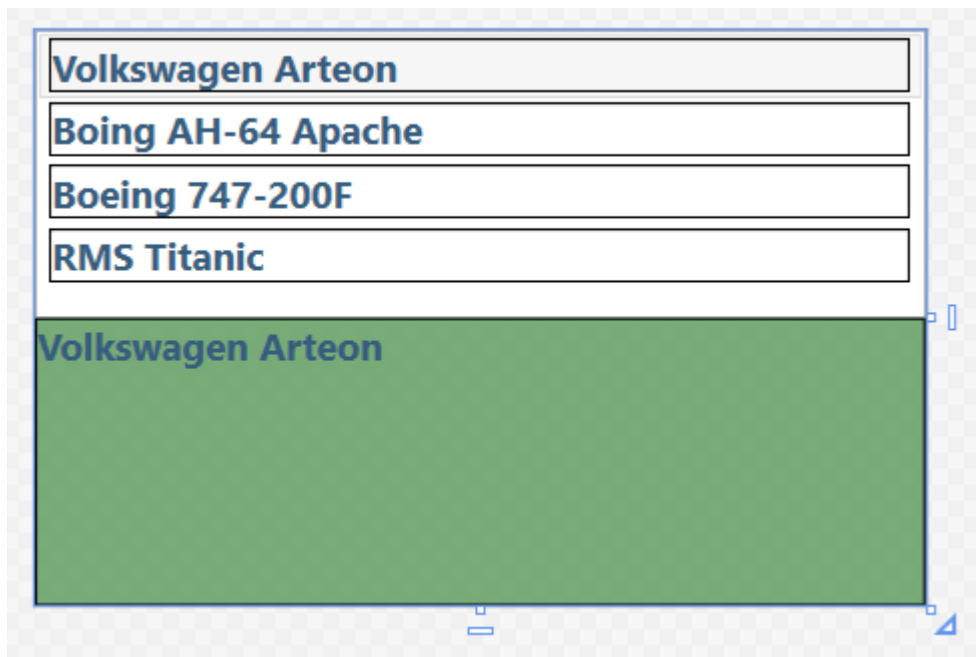 Volkswagen Arteon
Boing AH-64 Apache
Boeing 747-200F
RMS Titanic
Volkswagen Arteon